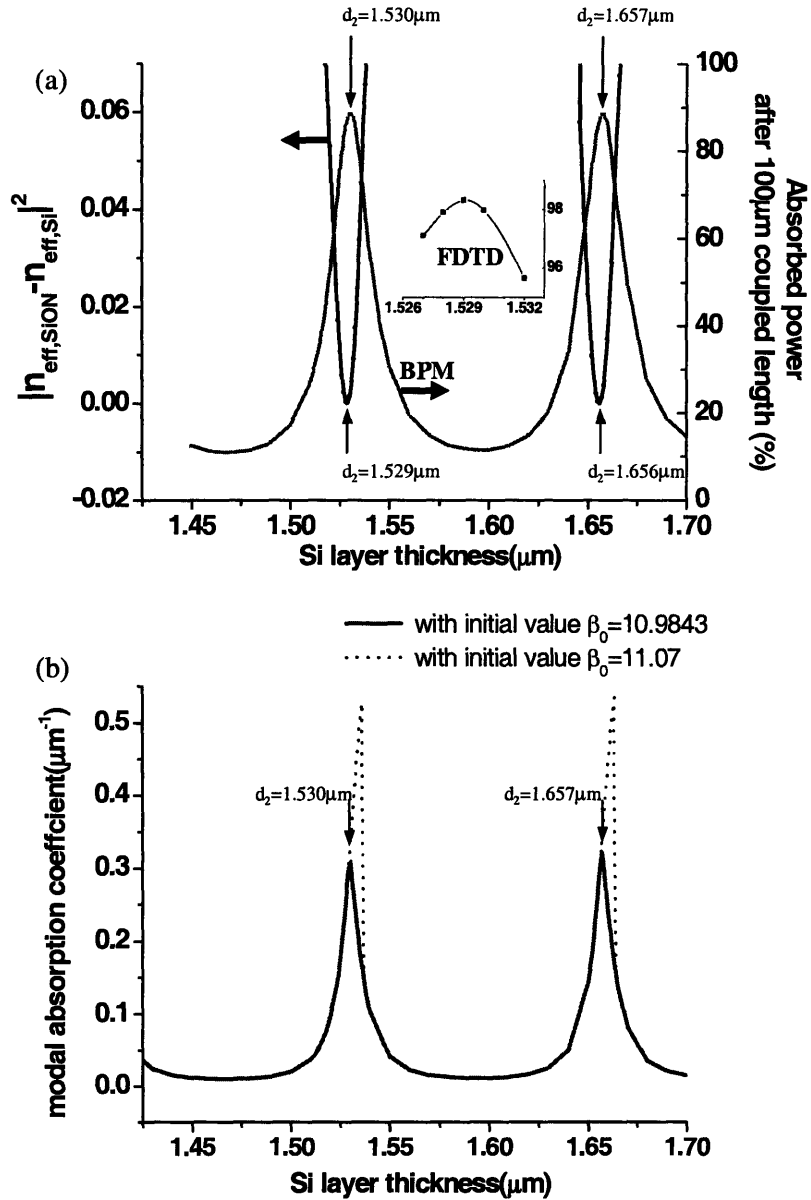 d₂=1.530μm d₂=1.657μm
(a)
0.06
0.04
0.02
0.00
-0.02
|n_eff,SiON-n_eff,Si|²
100
80
60
40
20
0
Absorbed power
after 100μm coupled length (%)
98
96
FDTD
1.526 1.529 1.532
BPM
d₂=1.529μm d₂=1.656μm
1.45 1.50 1.55 1.60 1.65 1.70
Si layer thickness(μm)
with initial value β₀=10.9843
with initial value β₀=11.07
(b)
0.5
0.4
0.3
0.2
0.1
0.0
modal absorption coeffcient(μm⁻¹)
d₂=1.530μm d₂=1.657μm
1.45 1.50 1.55 1.60 1.65 1.70
Si layer thickness(μm)